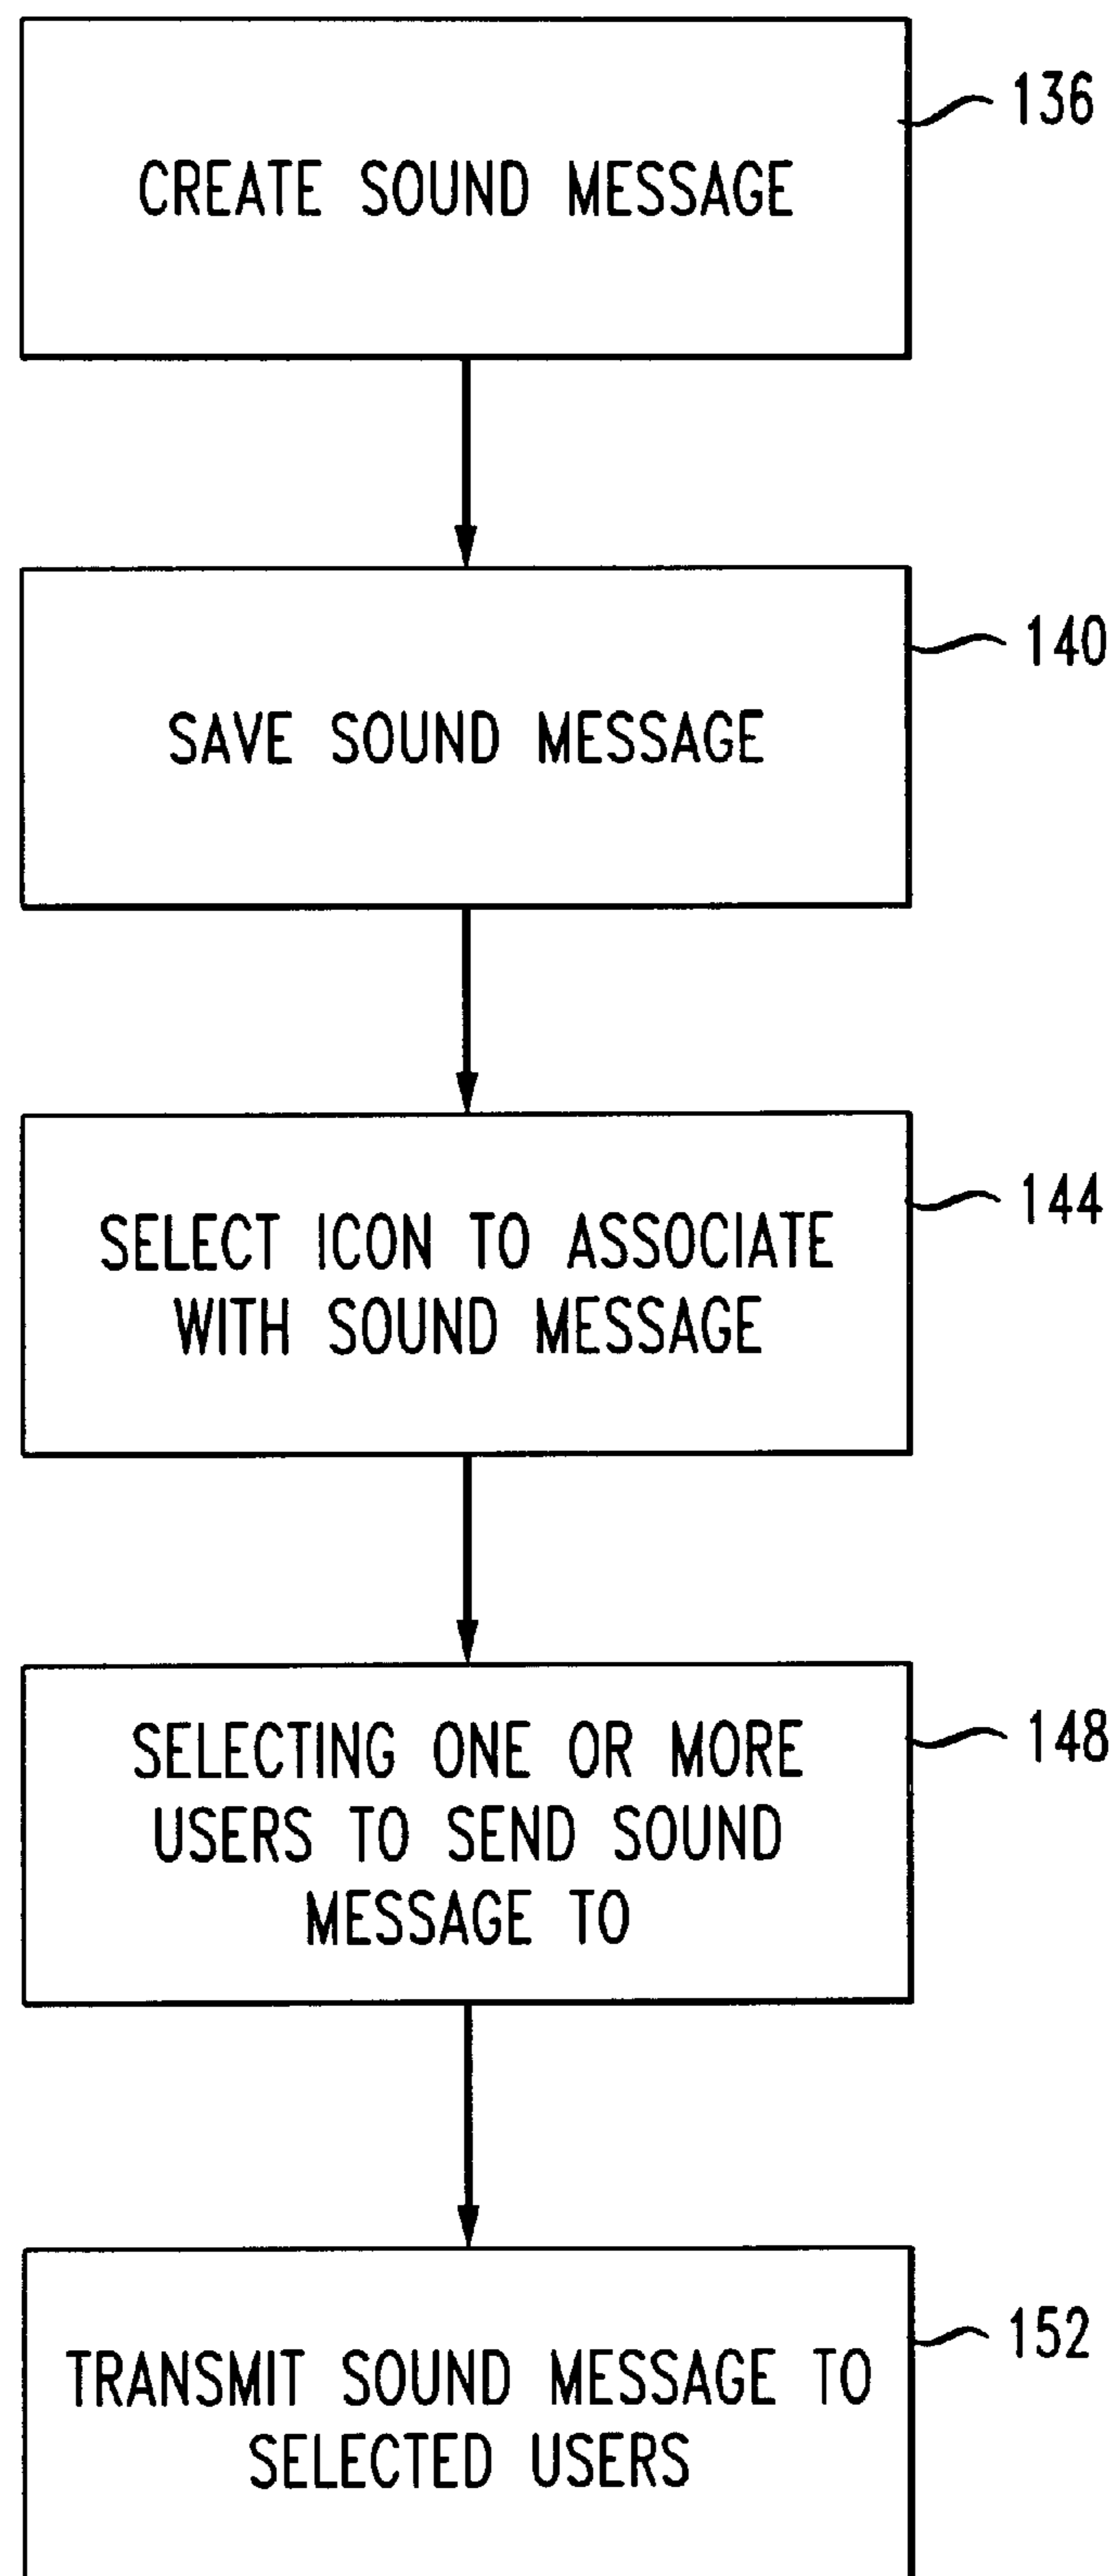 CREATE SOUND MESSAGE
136
SAVE SOUND MESSAGE
140
SELECT ICON TO ASSOCIATE
WITH SOUND MESSAGE
144
SELECTING ONE OR MORE
USERS TO SEND SOUND
MESSAGE TO
148
TRANSMIT SOUND MESSAGE TO
SELECTED USERS
152